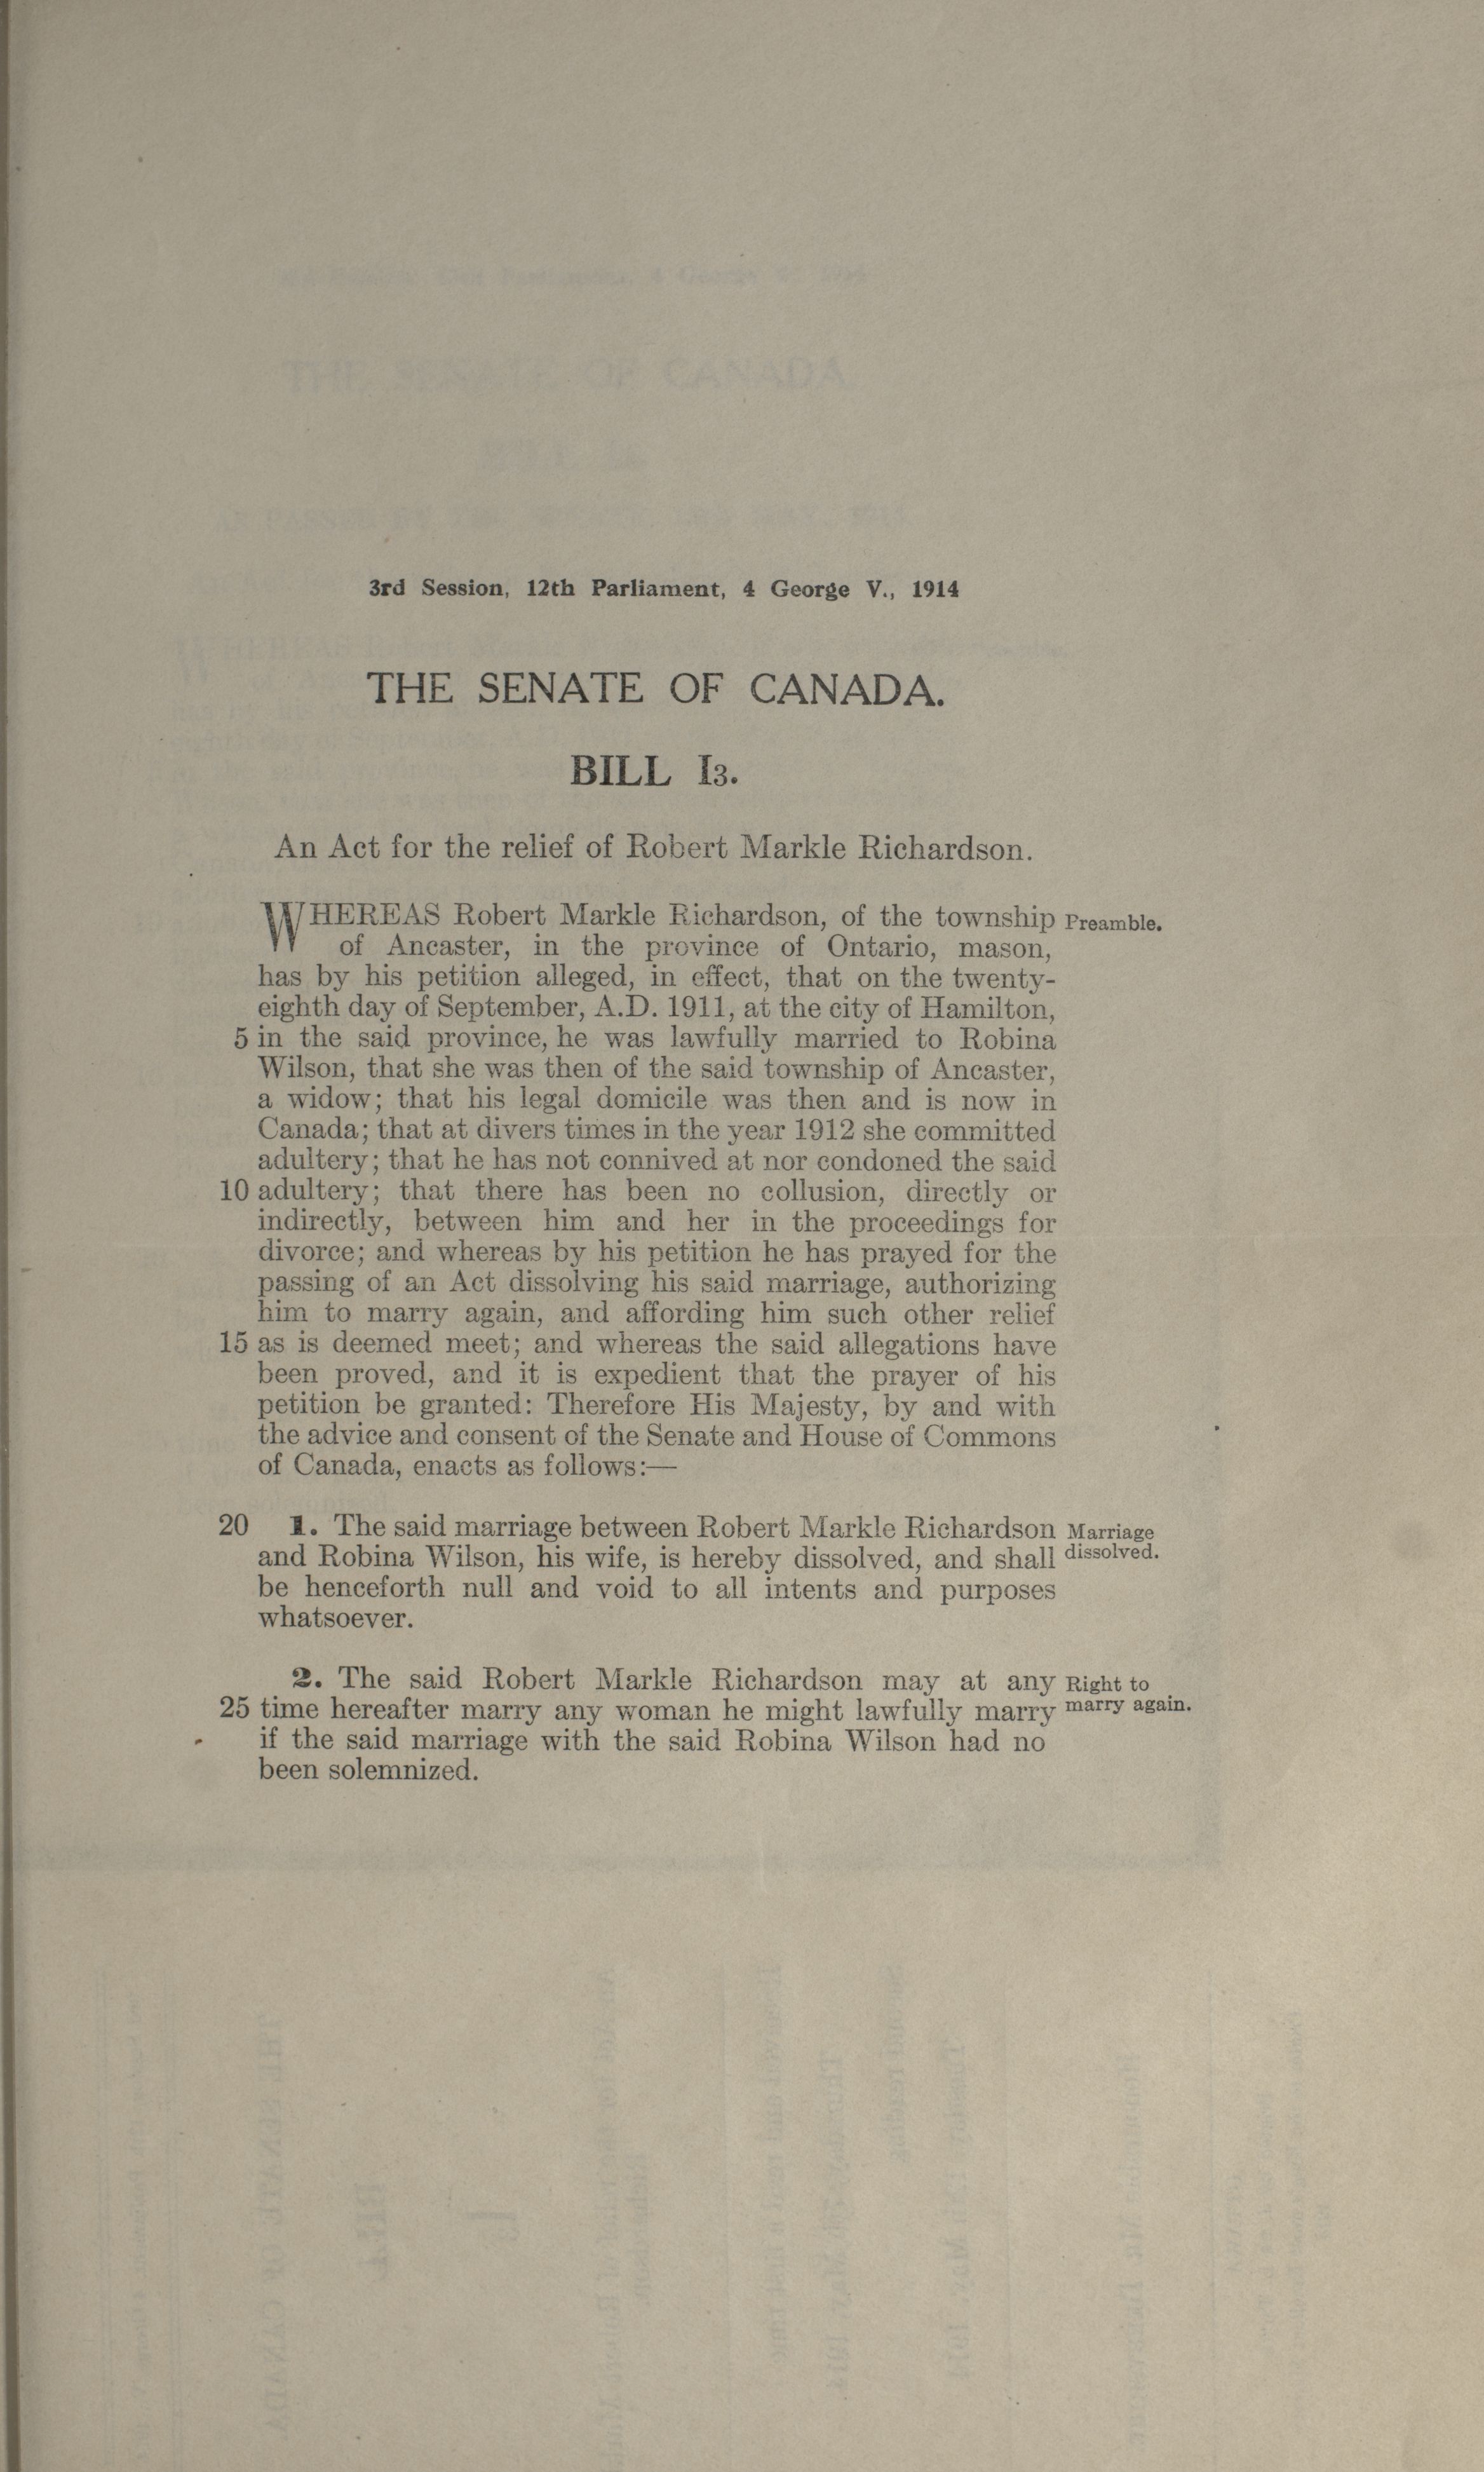 3rd Session, 12th Parliament, 4 George V., 1914
THE SENATE OF CANADA.
BILL I3.
An Act for the relief of Robert Markle Richardson.
WHEREAS Robert Markle Richardson, of the township Preamble.
of Ancaster, in the province of Ontario, mason,
has by his petition alleged, in effect, that on the twenty-
eighth day of September, A.D. 1911, at the city of Hamilton,
5 in the said province, he was lawfully married to Robina
Wilson, that she was then of the said township of Ancaster,
a widow; that his legal domicile was then and is now in
Canada; that at divers times in the year 1912 she committed
adultery; that he has not connived at nor condoned the said
10 adultery; that there has been no collusion, directly or
indirectly, between him and her in the proceedings for
divorce; and whereas by his petition he has prayed for the
passing of an Act dissolving his said marriage, authorizing
him to marry again, and affording him such other relief
15 as is deemed meet; and whereas the said allegations have
been proved, and it is expedient that the prayer of his
petition be granted: Therefore His Majesty, by and with
the advice and consent of the Senate and House of Commons
of Canada, enacts as follows:—
20 1. The said marriage between Robert Markle Richardson Marriage
and Robina Wilson, his wife, is hereby dissolved, and shall dissolved.
be henceforth null and void to all intents and purposes
whatsoever.
2. The said Robert Markle Richardson may at any Right to
25 time hereafter marry any woman he might lawfully marry marry again.
if the said marriage with the said Robina Wilson had no
been solemnized.